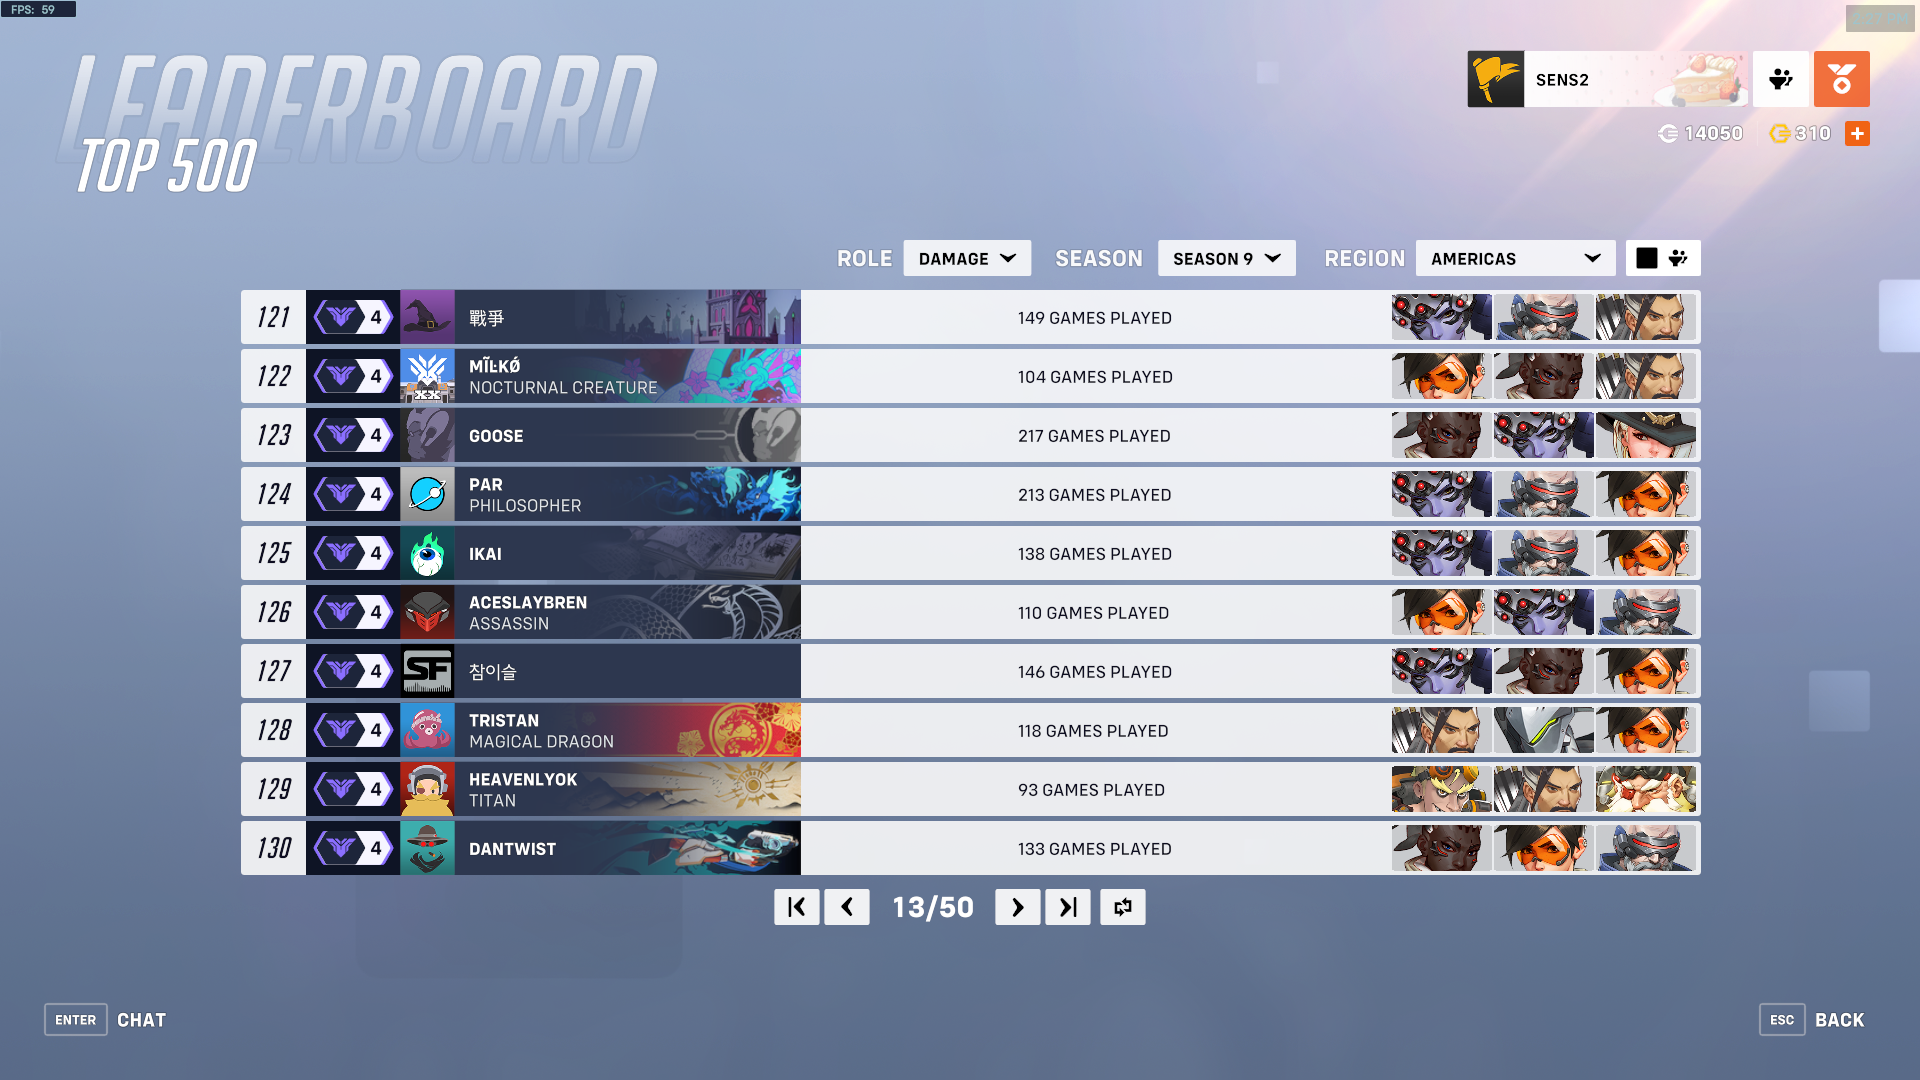 FPS: 59
LEADERBOARD
TOP 500
SENS2
14050
310
ROLE
DAMAGE
SEASON
SEASON 9
REGION
AMERICAS
121 4 戰爭 149 GAMES PLAYED
122 4 MĨŁKǾ 104 GAMES PLAYED
NOCTURNAL CREATURE
123 4 GOOSE 217 GAMES PLAYED
124 4 PAR 213 GAMES PLAYED
PHILOSOPHER
125 4 IKAI 138 GAMES PLAYED
126 4 ACESLAYBREN 110 GAMES PLAYED
ASSASSIN
127 4 SF 참이슬 146 GAMES PLAYED
128 4 TRISTAN 118 GAMES PLAYED
MAGICAL DRAGON
129 4 HEAVENLYOK 93 GAMES PLAYED
TITAN
130 4 DANTWIST 133 GAMES PLAYED
13/50
ENTER CHAT
ESC BACK